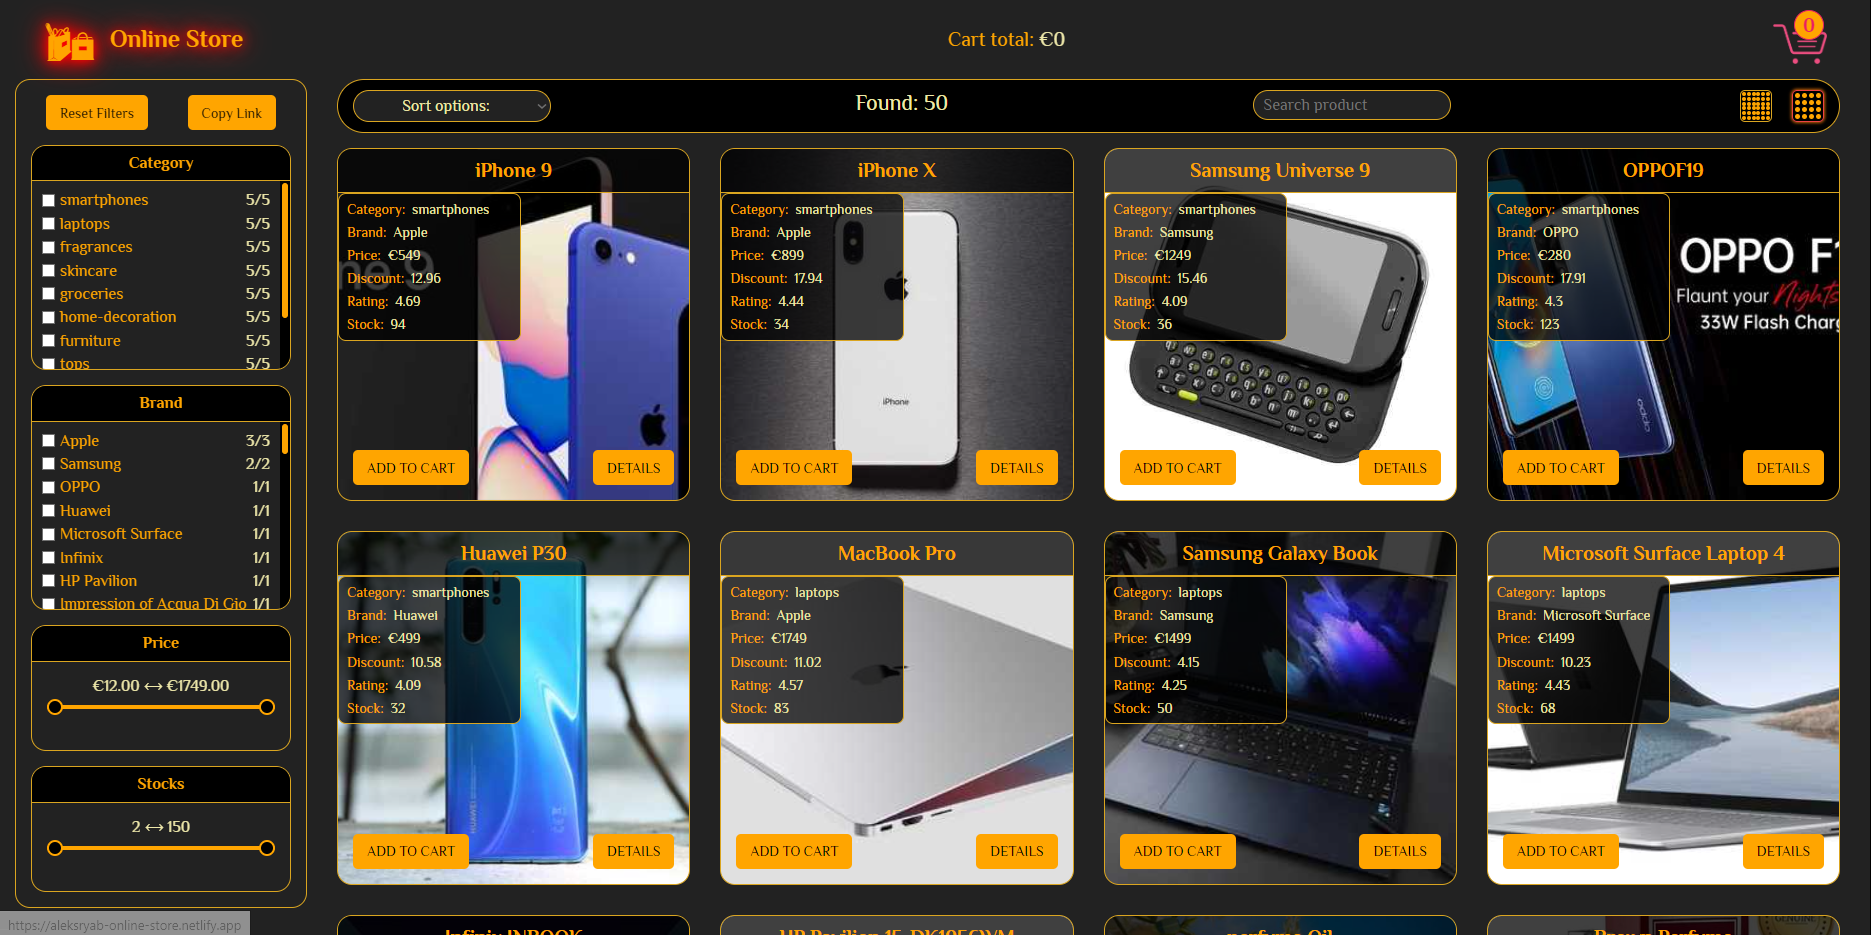 Online Store
Cart total: €0
0
Reset Filters
Copy Link
Category
smartphones 5/5
laptops 5/5
fragrances 5/5
skincare 5/5
groceries 5/5
home-decoration 5/5
furniture 5/5
tops 5/5
Brand
Apple 3/3
Samsung 2/2
OPPO 1/1
Huawei 1/1
Microsoft Surface 1/1
Infinix 1/1
HP Pavilion 1/1
Impression of Acqua Di Gio 1/1
Price
€12.00 ↔ €1749.00
Stocks
2 ↔ 150
Sort options:
Found: 50
Search product
iPhone 9
Category: smartphones
Brand: Apple
Price: €549
Discount: 12.96
Rating: 4.69
Stock: 94
ADD TO CART
DETAILS
iPhone X
Category: smartphones
Brand: Apple
Price: €899
Discount: 17.94
Rating: 4.44
Stock: 34
iPhone
ADD TO CART
DETAILS
Samsung Universe 9
Category: smartphones
Brand: Samsung
Price: €1249
Discount: 15.46
Rating: 4.09
Stock: 36
ADD TO CART
DETAILS
OPPOF19
Category: smartphones
Brand: OPPO
Price: €280
Discount: 17.91
Rating: 4.3
Stock: 123
OPPO F1
Flaunt your Nights
33W Flash Charg
oppo
ADD TO CART
DETAILS
Huawei P30
Category: smartphones
Brand: Huawei
Price: €499
Discount: 10.58
Rating: 4.09
Stock: 32
HUAWEI
ADD TO CART
DETAILS
MacBook Pro
Category: laptops
Brand: Apple
Price: €1749
Discount: 11.02
Rating: 4.57
Stock: 83
ADD TO CART
DETAILS
Samsung Galaxy Book
Category: laptops
Brand: Samsung
Price: €1499
Discount: 4.15
Rating: 4.25
Stock: 50
ADD TO CART
DETAILS
Microsoft Surface Laptop 4
Category: laptops
Brand: Microsoft Surface
Price: €1499
Discount: 10.23
Rating: 4.43
Stock: 68
ADD TO CART
DETAILS
Infinix INBOOK
perfume Oil
Brown Perfume
https://aleksryab-online-store.netlify.app